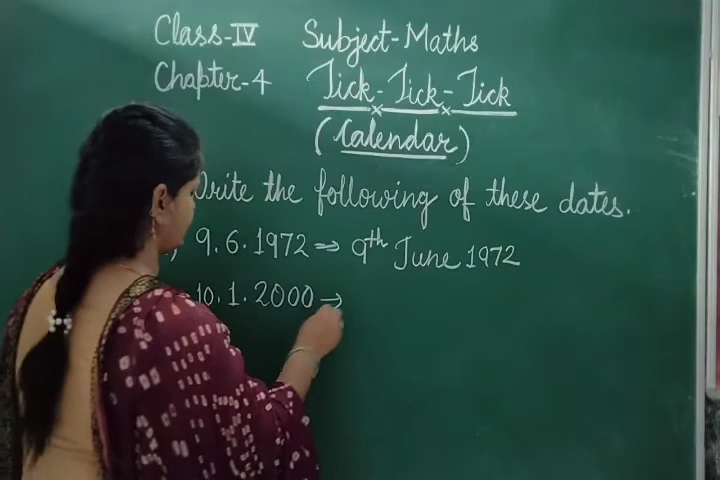 Class-IV Subject-Maths
Chapter-4 Tick-Tick-Tick
(Calendar)
Write the following of these dates.
9.6.1972 ⇒ 9th June 1972
10.1.2000 →